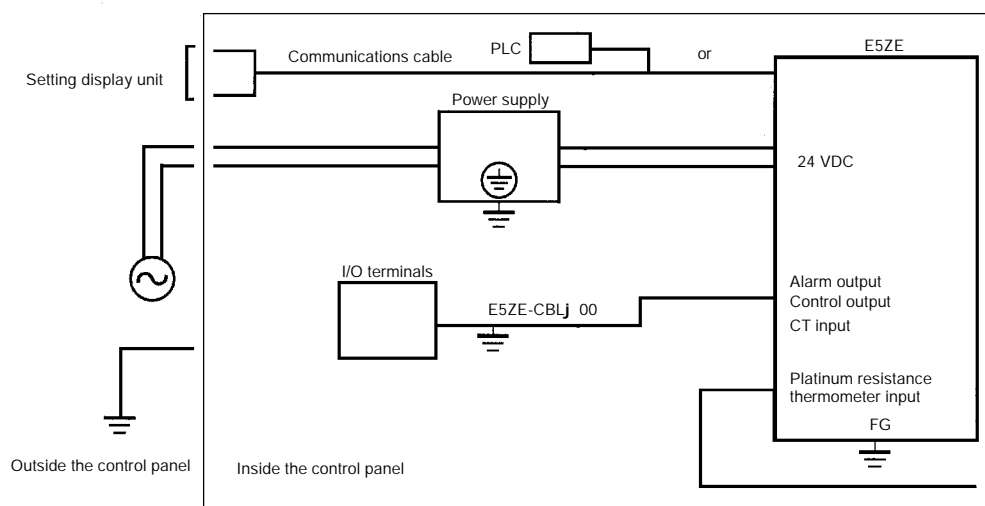 E5ZE
PLC
or
Communications cable
Setting display unit
Power supply
24 VDC
I/O terminals
Alarm output
Control output
E5ZE-CBLj 00
CT input
Platinum resistance
thermometer input
FG
Outside the control panel
Inside the control panel